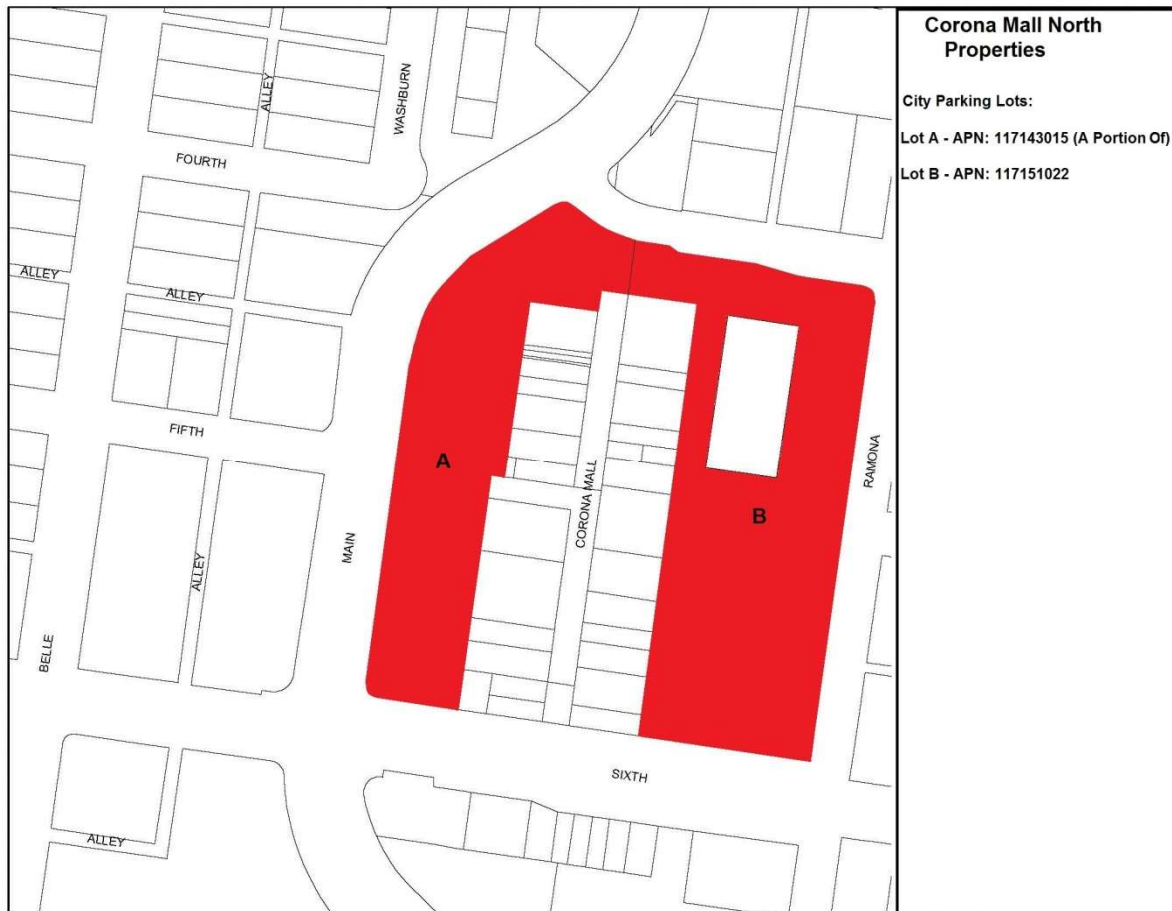 Corona Mall North
Properties
City Parking Lots:
Lot A - APN: 117143015 (A Portion Of)
Lot B - APN: 117151022
ALLEY
WASHBURN
FOURTH
ALLEY
ALLEY
FIFTH
A
CORONA MALL
RAMONA
B
MAIN
ALLEY
BELLE
SIXTH
ALLEY